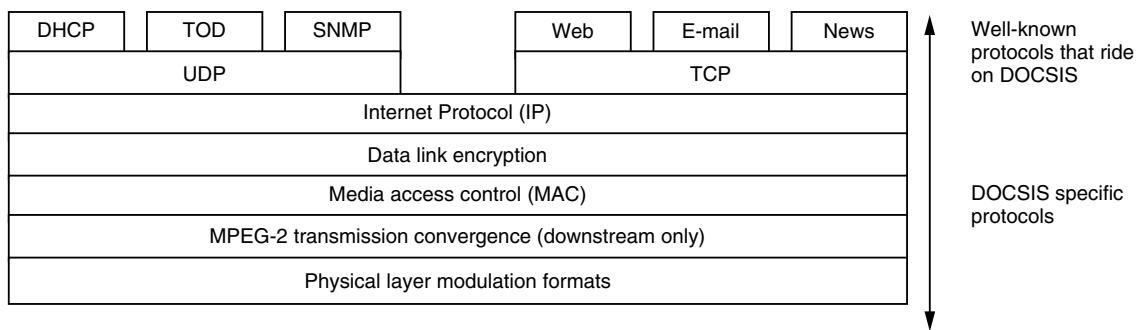 DHCP TOD SNMP Web E-mail News
UDP TCP
Internet Protocol (IP)
Data link encryption
Media access control (MAC)
MPEG-2 transmission convergence (downstream only)
Physical layer modulation formats
Well-known
protocols that ride
on DOCSIS
DOCSIS specific
protocols